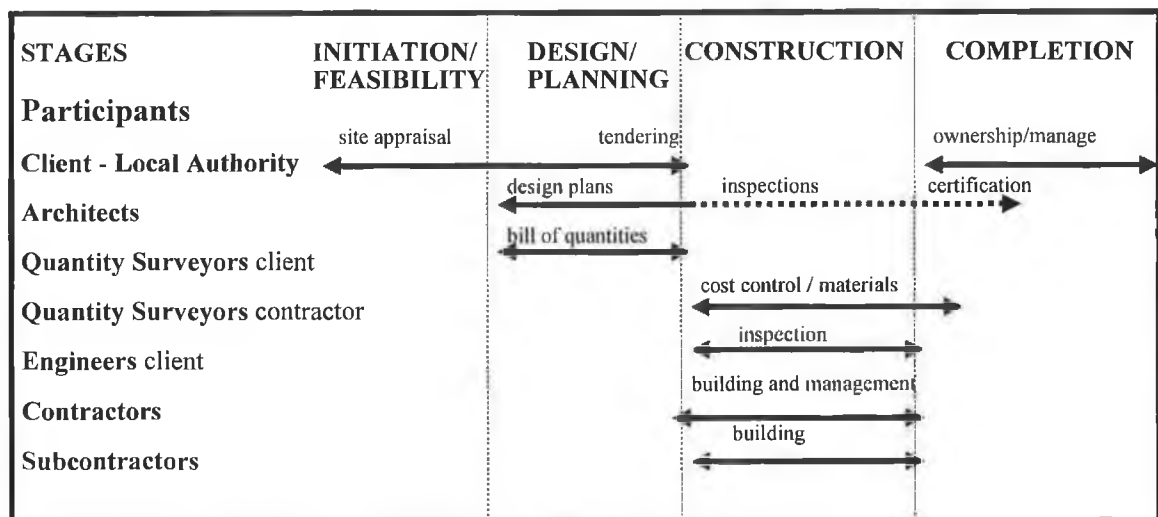 STAGES INITIATION/ DESIGN/ CONSTRUCTION COMPLETION
FEASIBILITY PLANNING
Participants
site appraisal tendering ownership/manage
Client - Local Authority
design plans inspections certification
Architects
bill of quantities
Quantity Surveyors client
cost control / materials
Quantity Surveyors contractor
inspection
Engineers client
building and management
Contractors
building
Subcontractors